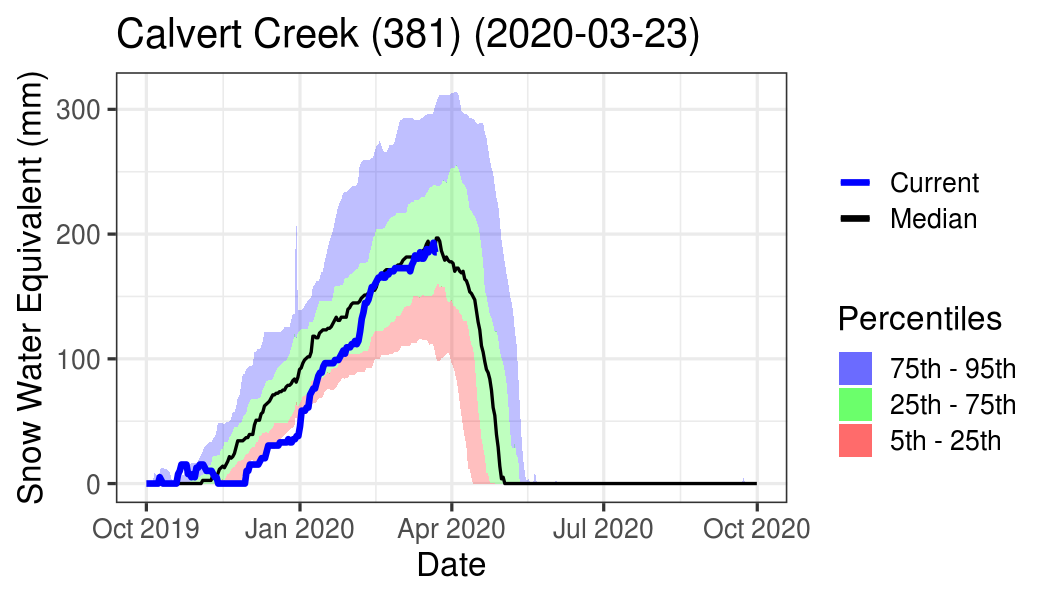 Calvert Creek (381) (2020-03-23)
Snow Water Equivalent (mm)
300
200
100
0
Oct 2019
Jan 2020
Apr 2020
Jul 2020
Oct 2020
Date
Current
Median
Percentiles
75th - 95th
25th - 75th
5th - 25th